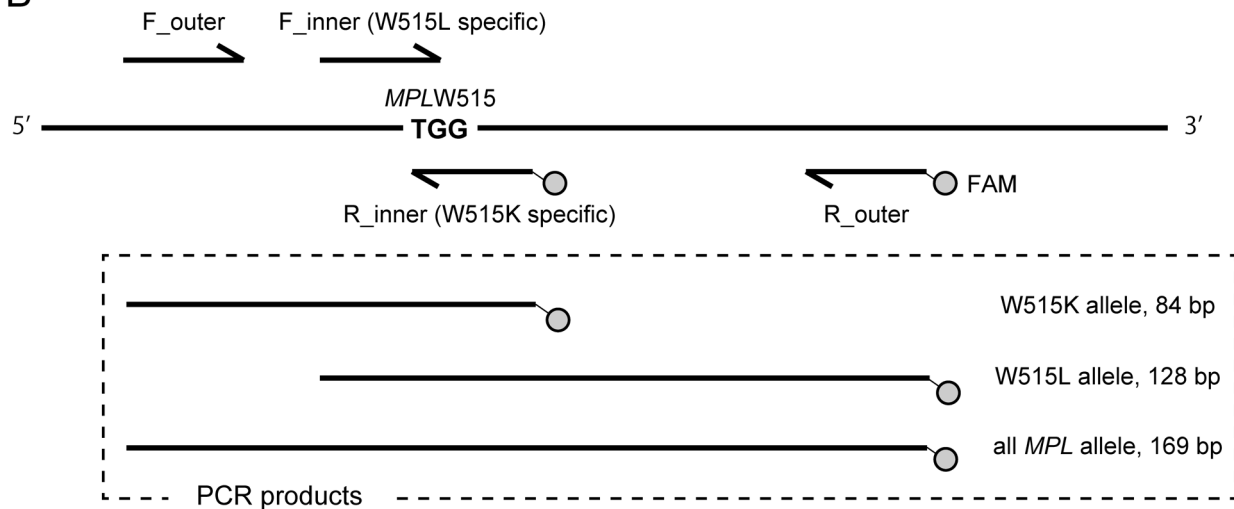 F_outer
F_inner (W515L specific)
MPLW515
5′
TGG
3′
FAM
R_inner (W515K specific)
R_outer
W515K allele, 84 bp
W515L allele, 128 bp
all MPL allele, 169 bp
PCR products